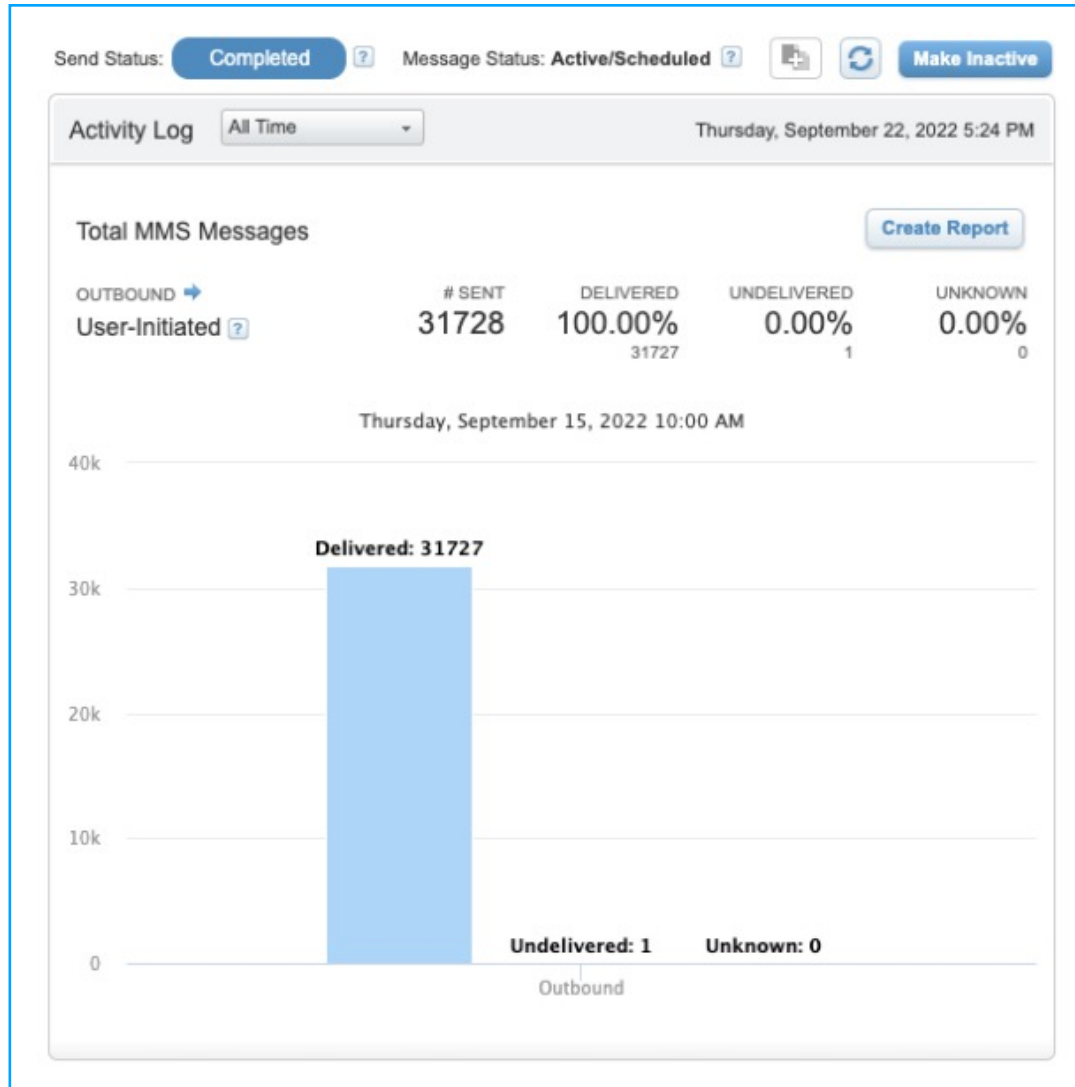 Send Status: Completed ? Message Status: Active/Scheduled ? Make Inactive
Activity Log All Time Thursday, September 22, 2022 5:24 PM
Total MMS Messages Create Report
OUTBOUND # SENT DELIVERED UNDELIVERED UNKNOWN
User-Initiated ? 31728 100.00% 0.00% 0.00%
31727 1 0
Thursday, September 15, 2022 10:00 AM
40k
Delivered: 31727
30k
20k
10k
Undelivered: 1 Unknown: 0
0
Outbound